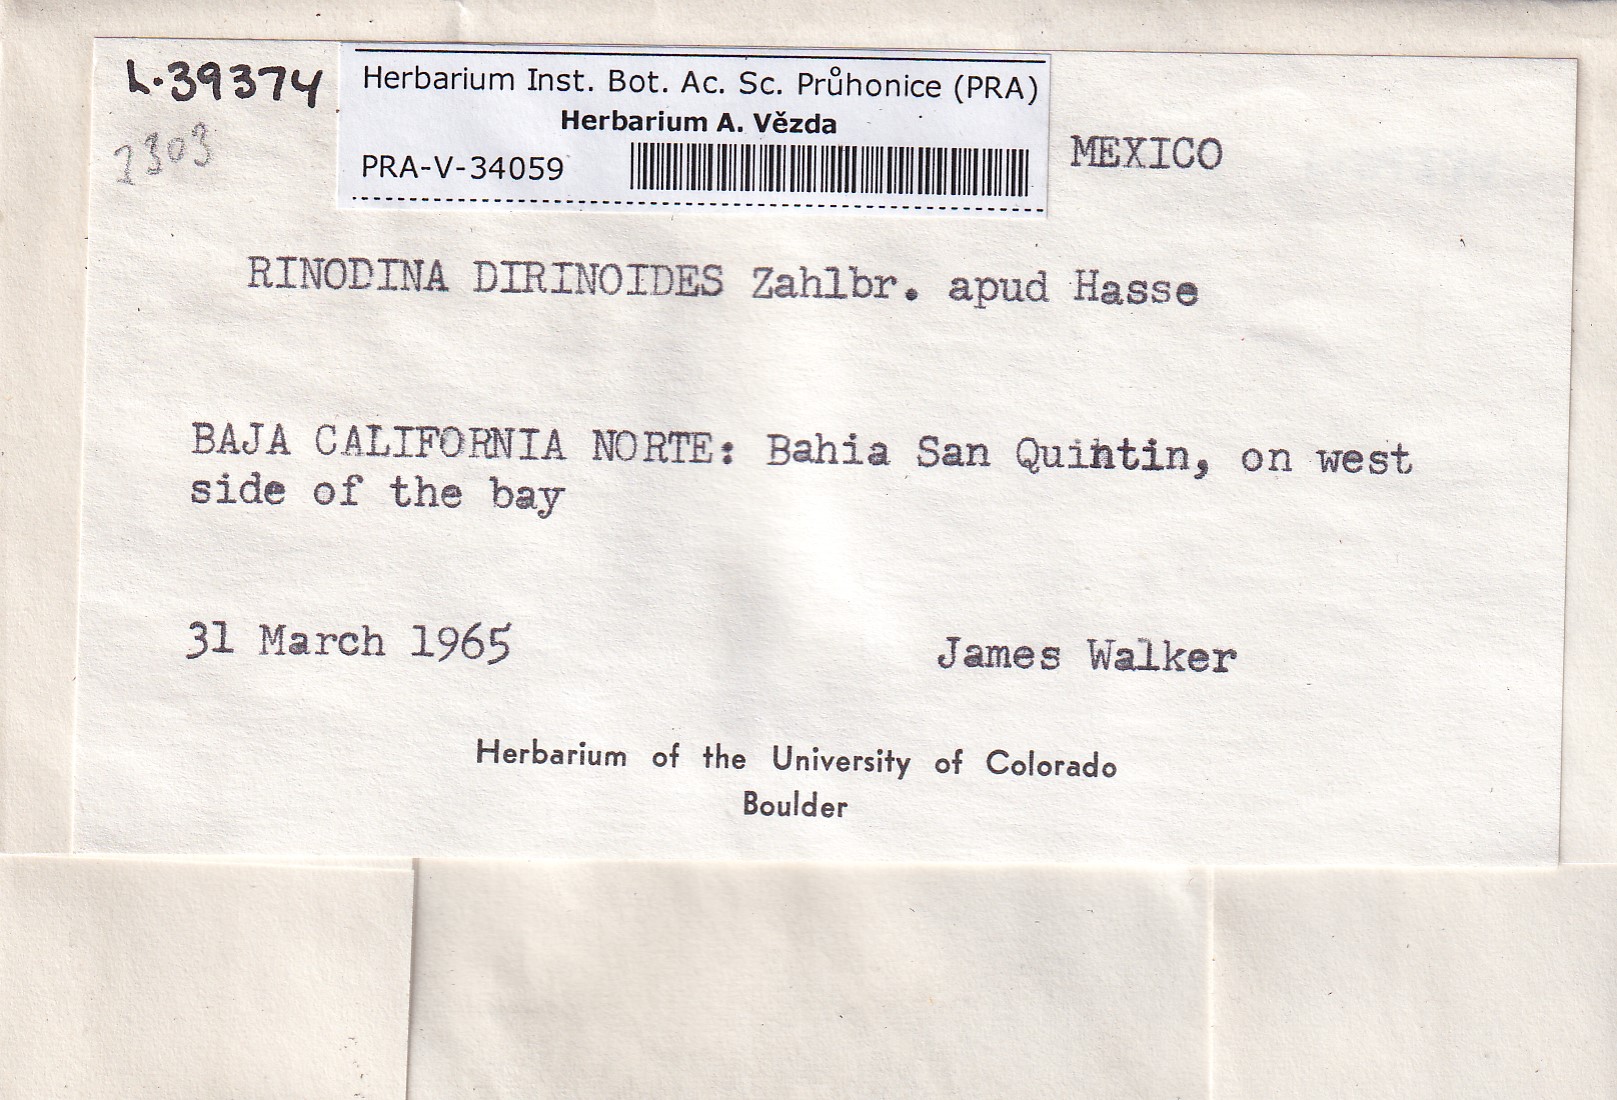 L.39374
2303
Herbarium Inst. Bot. Ac. Sc. Průhonice (PRA)
Herbarium A. Vězda
PRA-V-34059
MEXICO
RINODINA DIRINOIDES Zahlbr. apud Hasse
BAJA CALIFORNIA NORTE: Bahia San Quintin, on west
side of the bay
31 March 1965
James Walker
Herbarium of the University of Colorado
Boulder